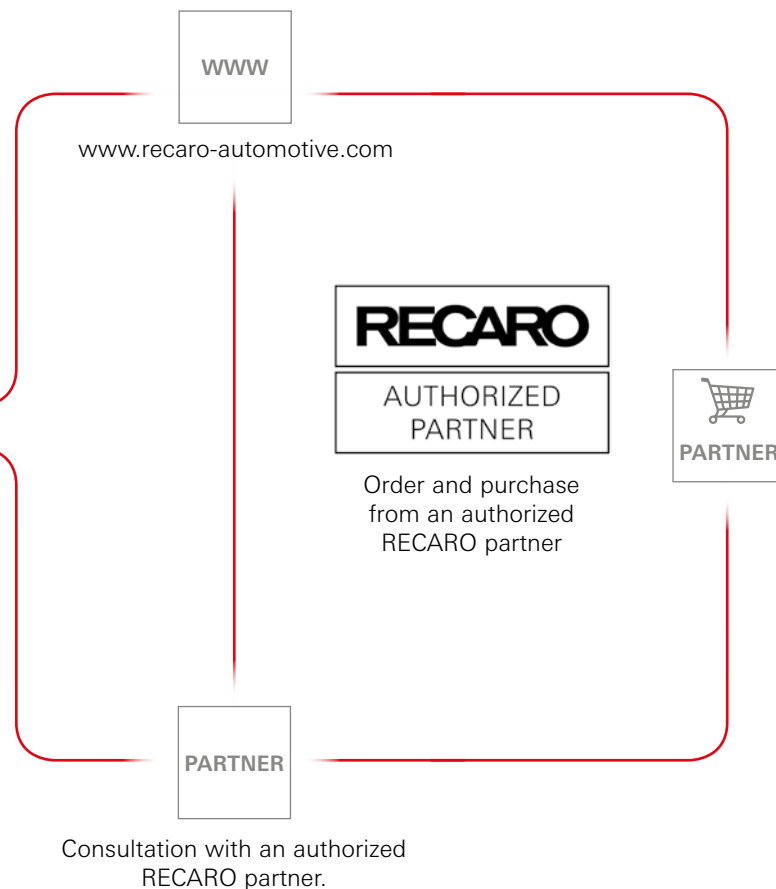 WWW
www.recaro-automotive.com
RECARO
AUTHORIZED
PARTNER
Order and purchase
from an authorized
RECARO partner
PARTNER
PARTNER
Consultation with an authorized
RECARO partner.